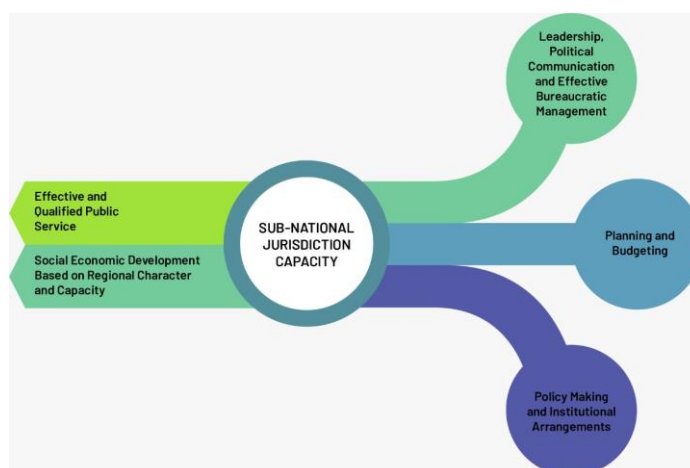 Leadership,
Political
Communication
and Effective
Bureaucratic
Management
Effective and
Qualified Public
Service
SUB-NATIONAL
JURISDICTION
CAPACITY
Planning and
Budgeting
Social Economic Development
Based on Regional Character
and Capacity
Policy Making
and Institutional
Arrangements